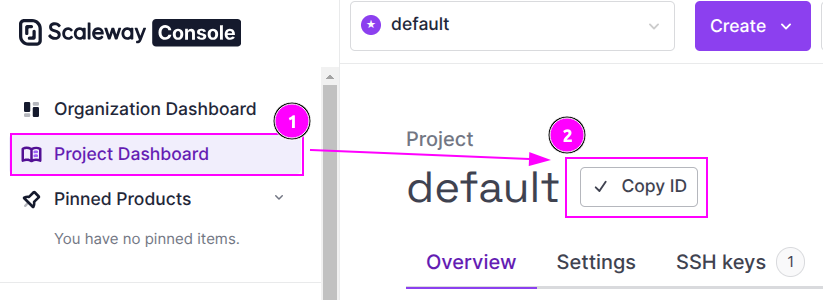 Scaleway Console
default
Create
Organization Dashboard
1
Project Dashboard
Pinned Products
You have no pinned items.
Project
2
default
Copy ID
Overview
Settings
SSH keys 1